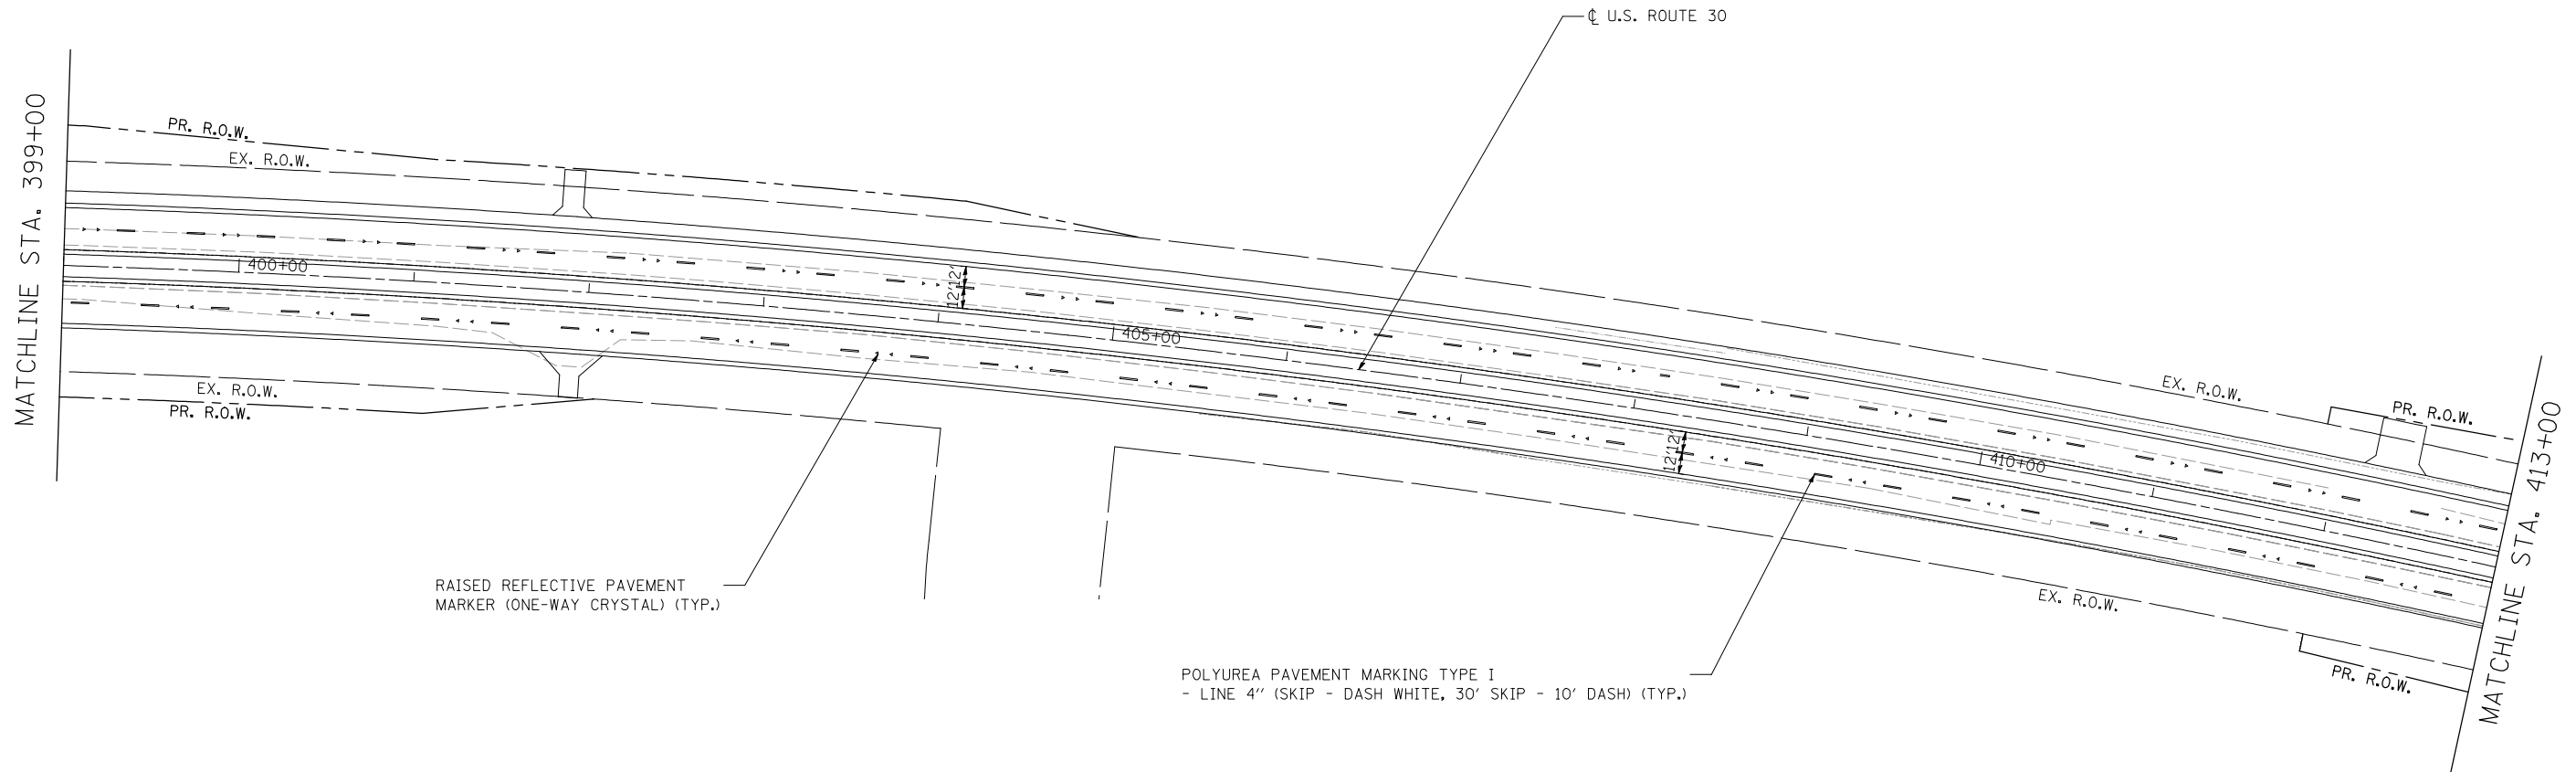 ℄ U.S. ROUTE 30
MATCHLINE STA. 399+00
PR. R.O.W.
EX. R.O.W.
400+00
12' 12'
405+00
EX. R.O.W.
PR. R.O.W.
EX. R.O.W.
PR. R.O.W.
12' 12'
410+00
MATCHLINE STA. 413+00
RAISED REFLECTIVE PAVEMENT
MARKER (ONE-WAY CRYSTAL) (TYP.)
EX. R.O.W.
POLYUREA PAVEMENT MARKING TYPE I
- LINE 4" (SKIP - DASH WHITE, 30' SKIP - 10' DASH) (TYP.)
PR. R.O.W.